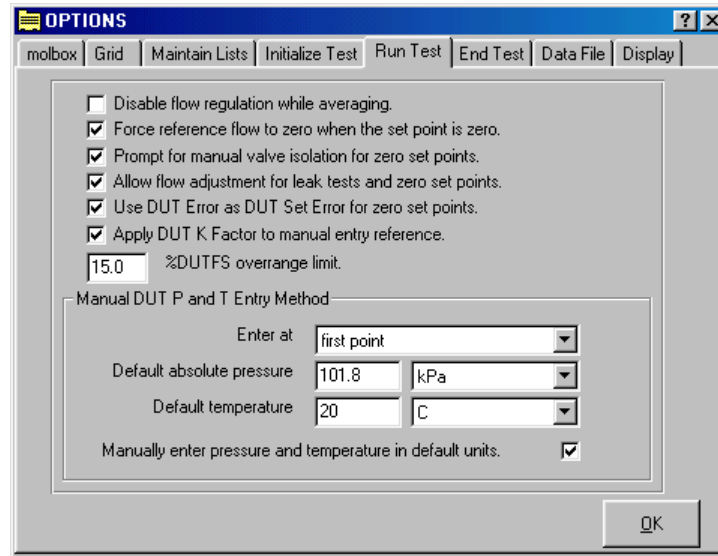 OPTIONS
molbox Grid Maintain Lists Initialize Test Run Test End Test Data File Display
Disable flow regulation while averaging.
Force reference flow to zero when the set point is zero.
Prompt for manual valve isolation for zero set points.
Allow flow adjustment for leak tests and zero set points.
Use DUT Error as DUT Set Error for zero set points.
Apply DUT K Factor to manual entry reference.
15.0 %DUTFS overrange limit.
Manual DUT P and T Entry Method
Enter at first point
Default absolute pressure 101.8 kPa
Default temperature 20 C
Manually enter pressure and temperature in default units.
OK